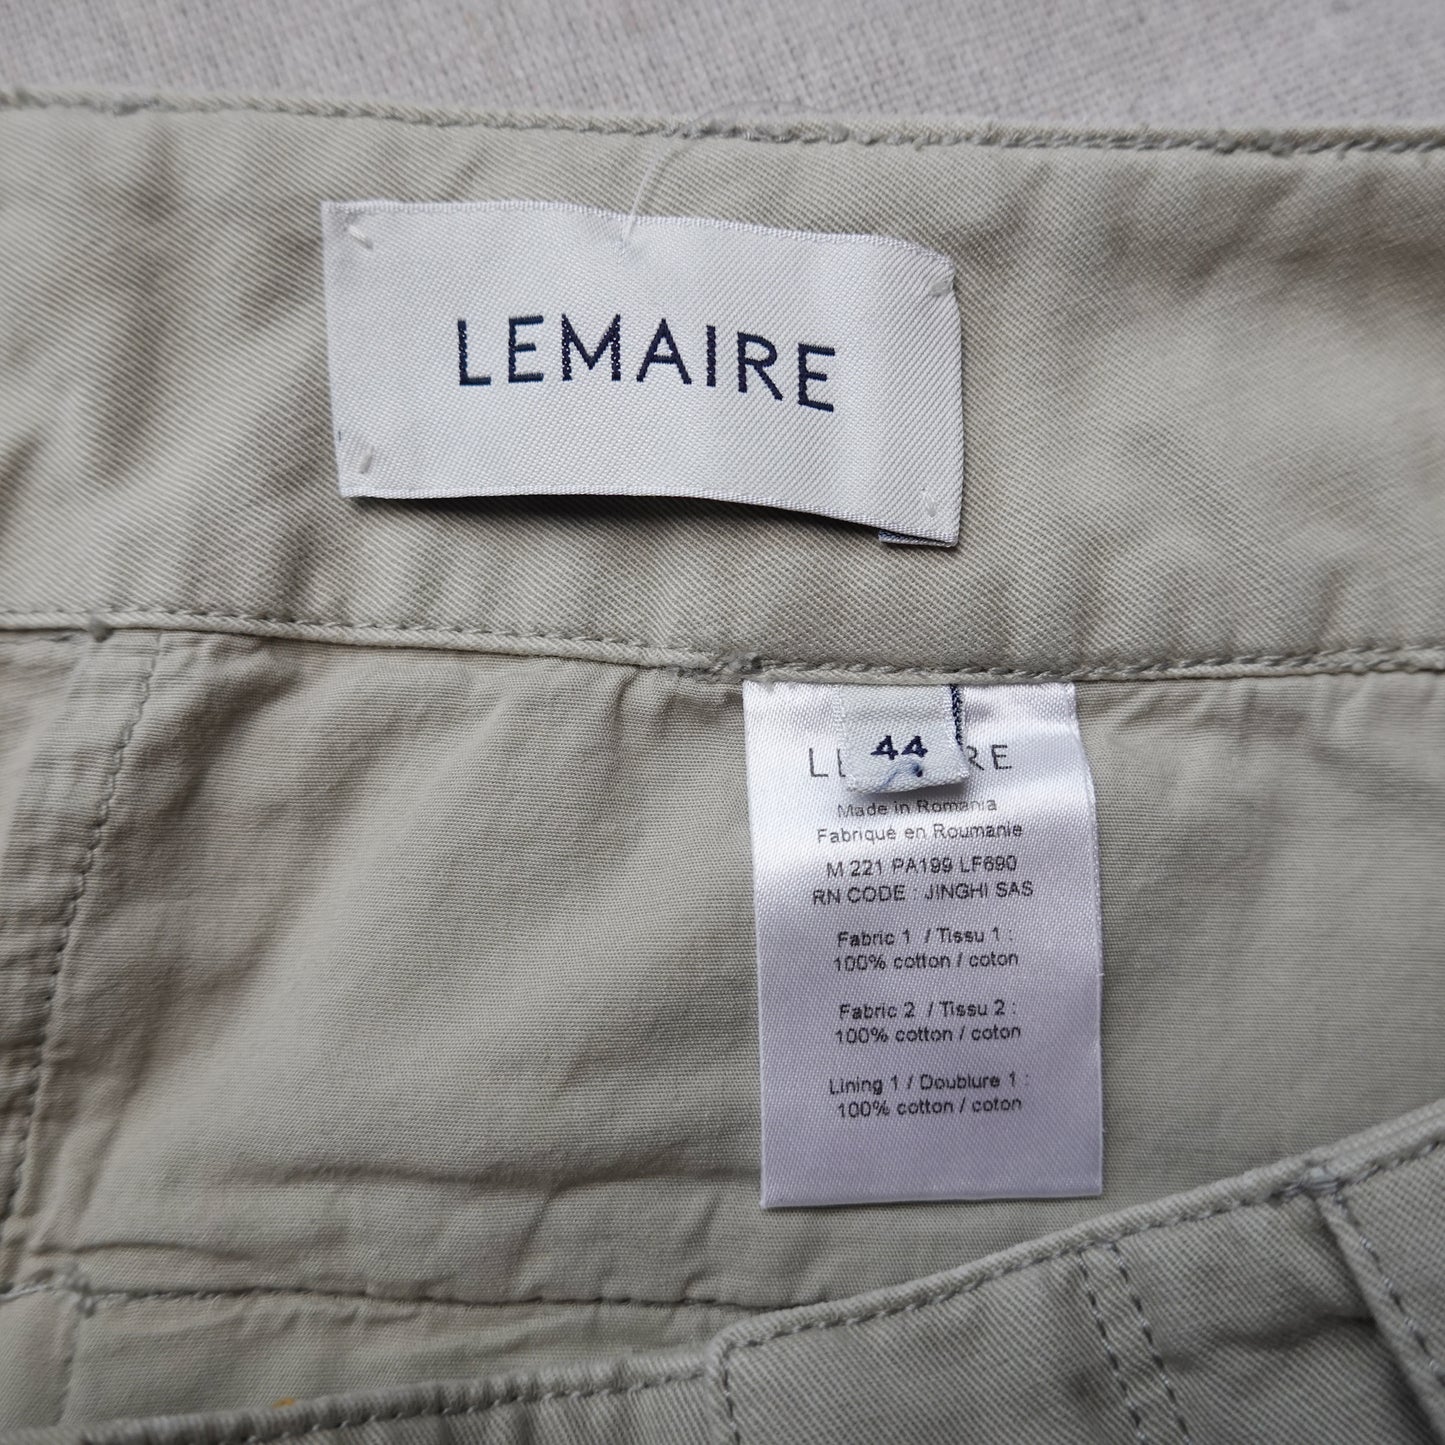 LEMAIRE
44
Made in Romania
Fabriqué en Roumanie
M 221 PA199 LF690
RN CODE : JINGHI SAS
Fabric 1 / Tissu 1 :
100% cotton / coton
Fabric 2 / Tissu 2 :
100% cotton / coton
Lining 1 / Doublure 1 :
100% cotton / coton